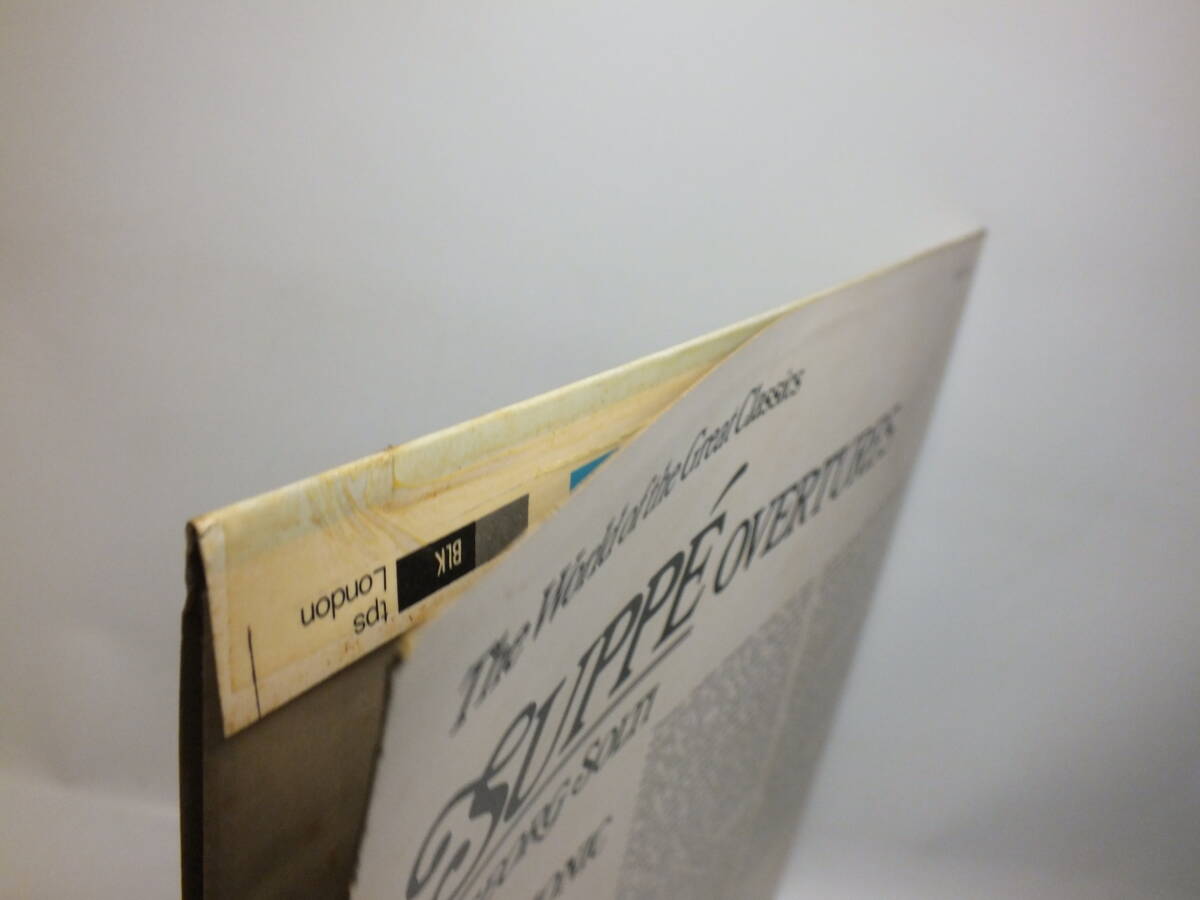 The World of the Great Classics
SUPPÉ OVERTURES
SOLTI
BLK
tps
London